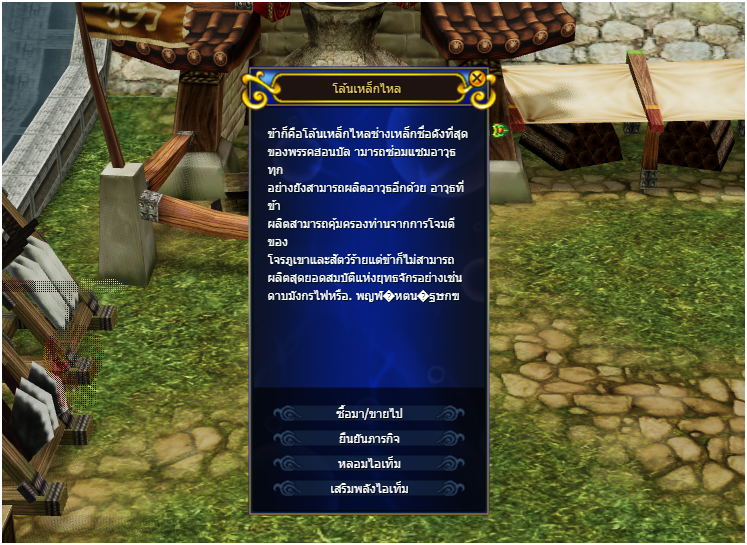 โล้นเหล็กไหล
ข้าก็คือโล้นเหล็กไหลช่างเหล็กชื่อดังที่สุด
ของพรรคฮอนบัล ามารถซ่อมแซมอาวุธ
ทุก
อย่างยังสามารถผลิตอาวุธอีกด้วย อาวุธที่
ข้า
ผลิตสามารถคุ้มครองท่านจากการโจมตี
ของ
โจรภูเขาและสัตว์ร้ายแต่ข้าก็ไม่สามารถ
ผลิตสุดยอดสมบัติแห่งยุทธจักรอย่างเช่น
ดาบมังกรไฟหรือ. พญพั�หตน�ฐษกข
ซื้อมา/ขายไป
ยืนยันภารกิจ
หลอมไอเท็ม
เสริมพลังไอเท็ม